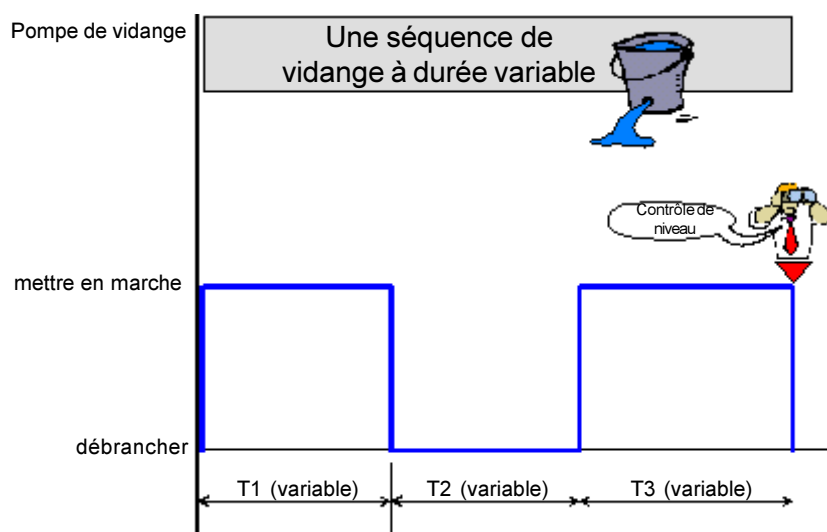 Pompe de vidange
Une séquence de
vidange à durée variable
Contrôle de
niveau
mettre en marche
débrancher
T1 (variable)
T2 (variable)
T3 (variable)